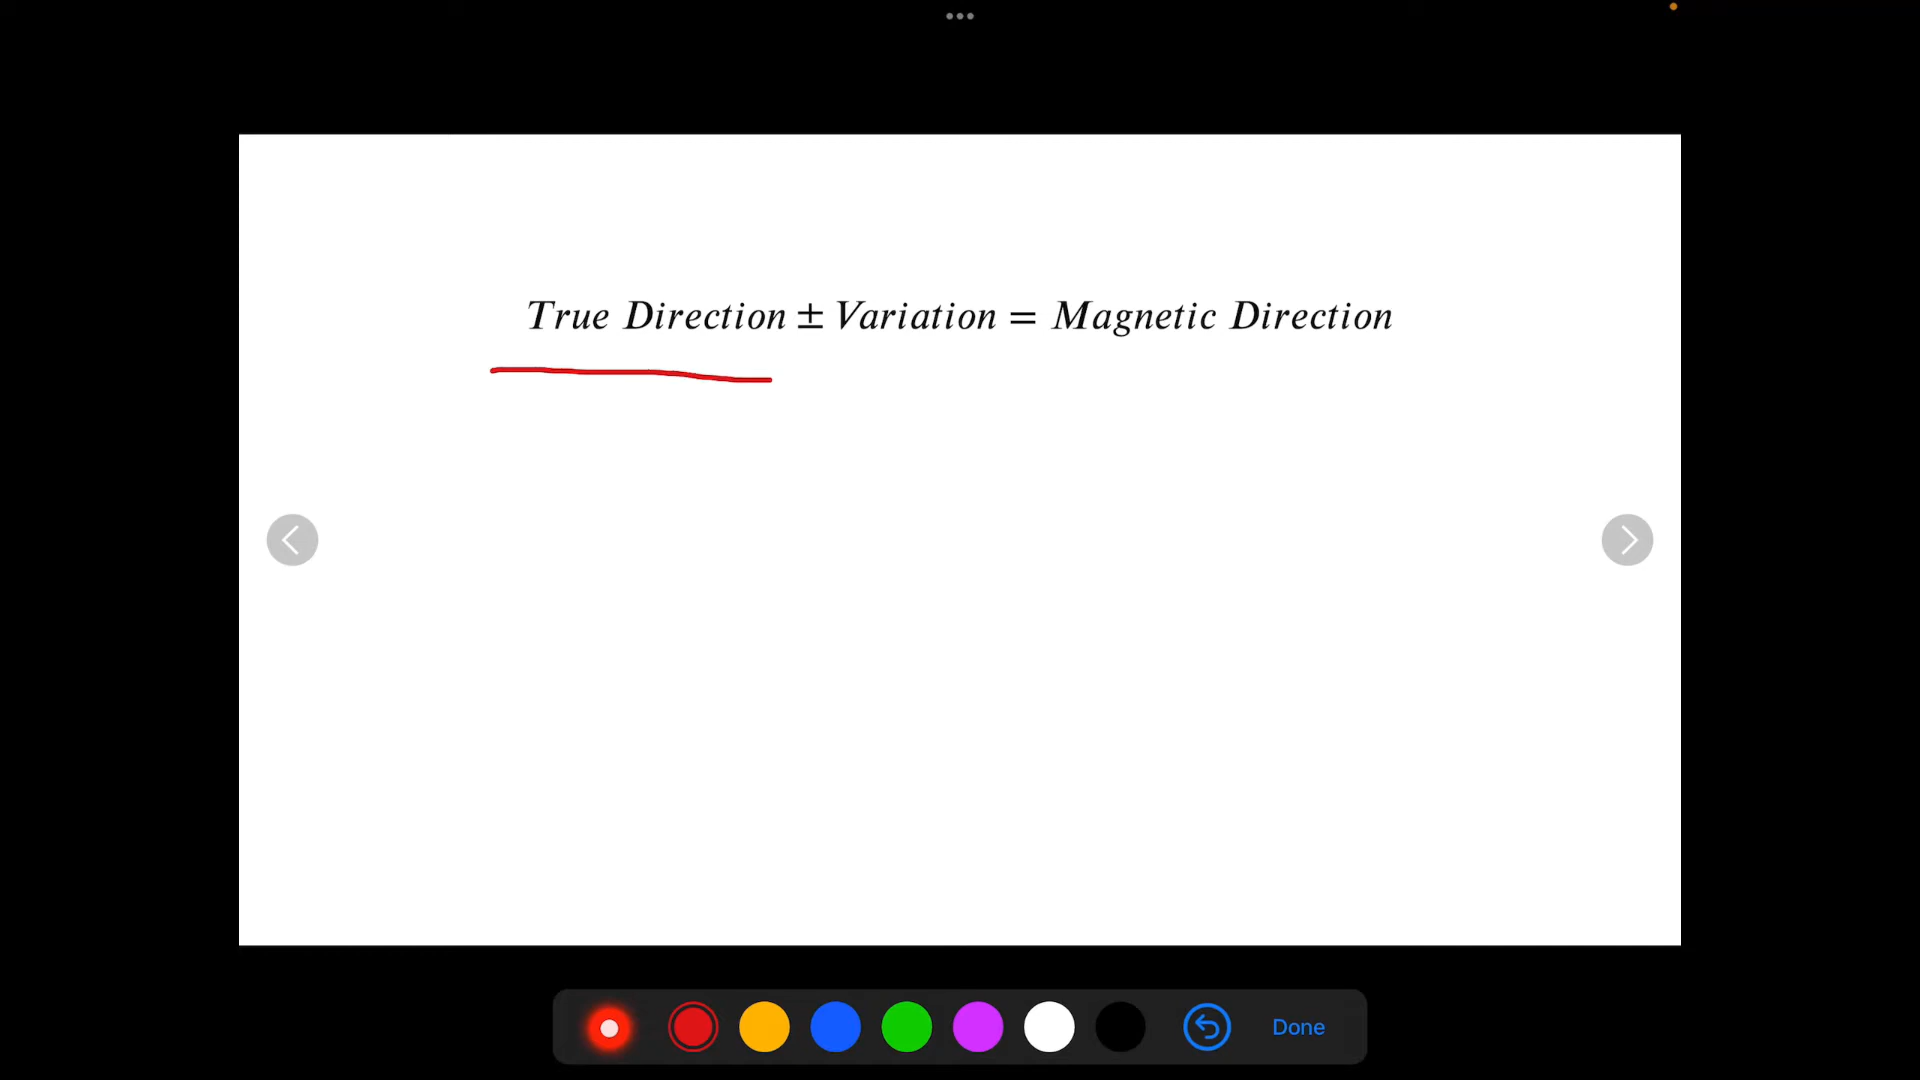 True Direction ± Variation = Magnetic Direction
Done